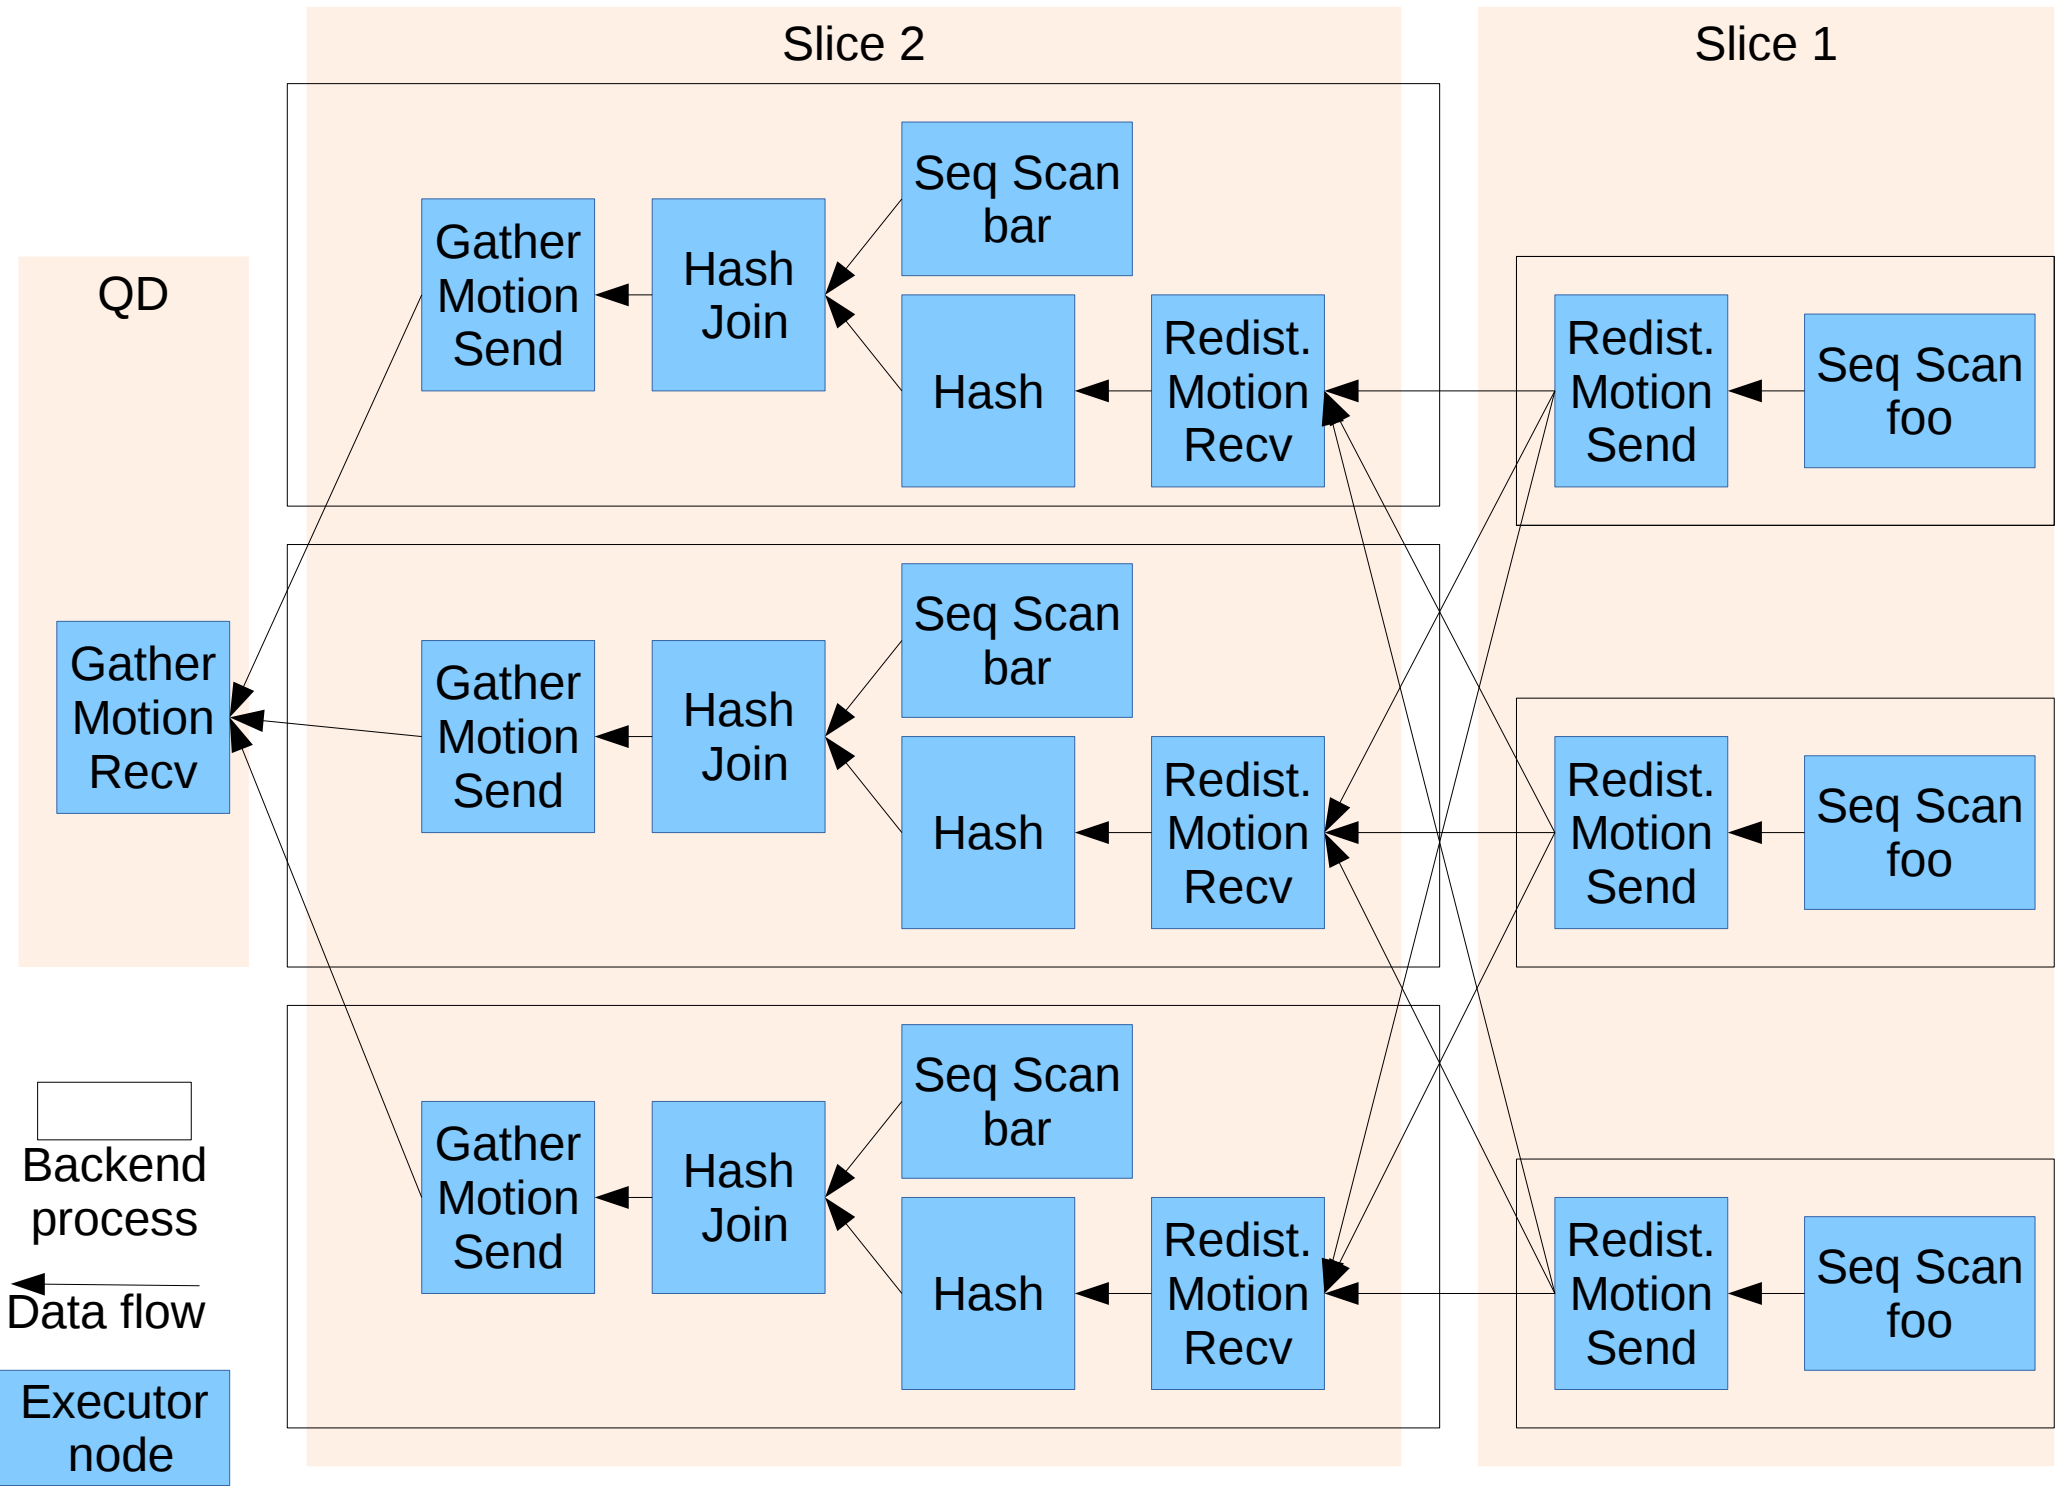 Slice 2
Slice 1
QD
Gather
Motion
Recv
Gather
Motion
Send
Hash
Join
Seq Scan
bar
Hash
Redist.
Motion
Recv
Redist.
Motion
Send
Seq Scan
foo
Gather
Motion
Send
Hash
Join
Seq Scan
bar
Hash
Redist.
Motion
Recv
Redist.
Motion
Send
Seq Scan
foo
Gather
Motion
Send
Hash
Join
Seq Scan
bar
Hash
Redist.
Motion
Recv
Redist.
Motion
Send
Seq Scan
foo
Backend
process
Data flow
Executor
node